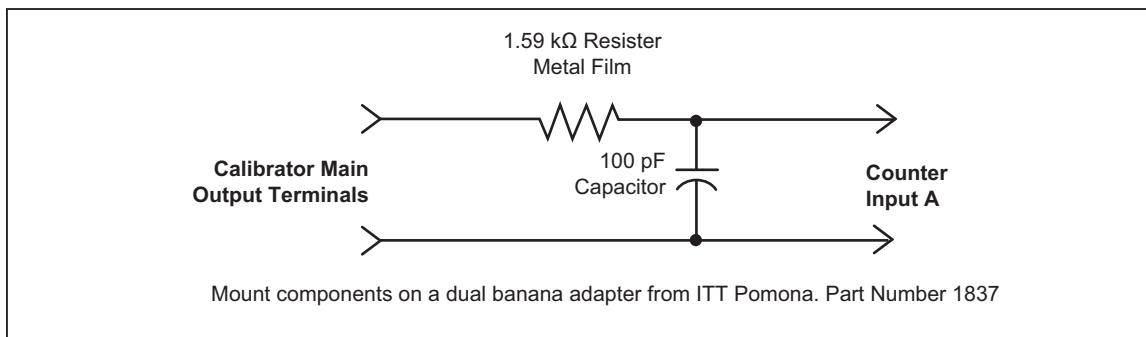 1.59 kΩ Resister
Metal Film
100 pF
Capacitor
Calibrator Main
Output Terminals
Counter
Input A
Mount components on a dual banana adapter from ITT Pomona. Part Number 1837